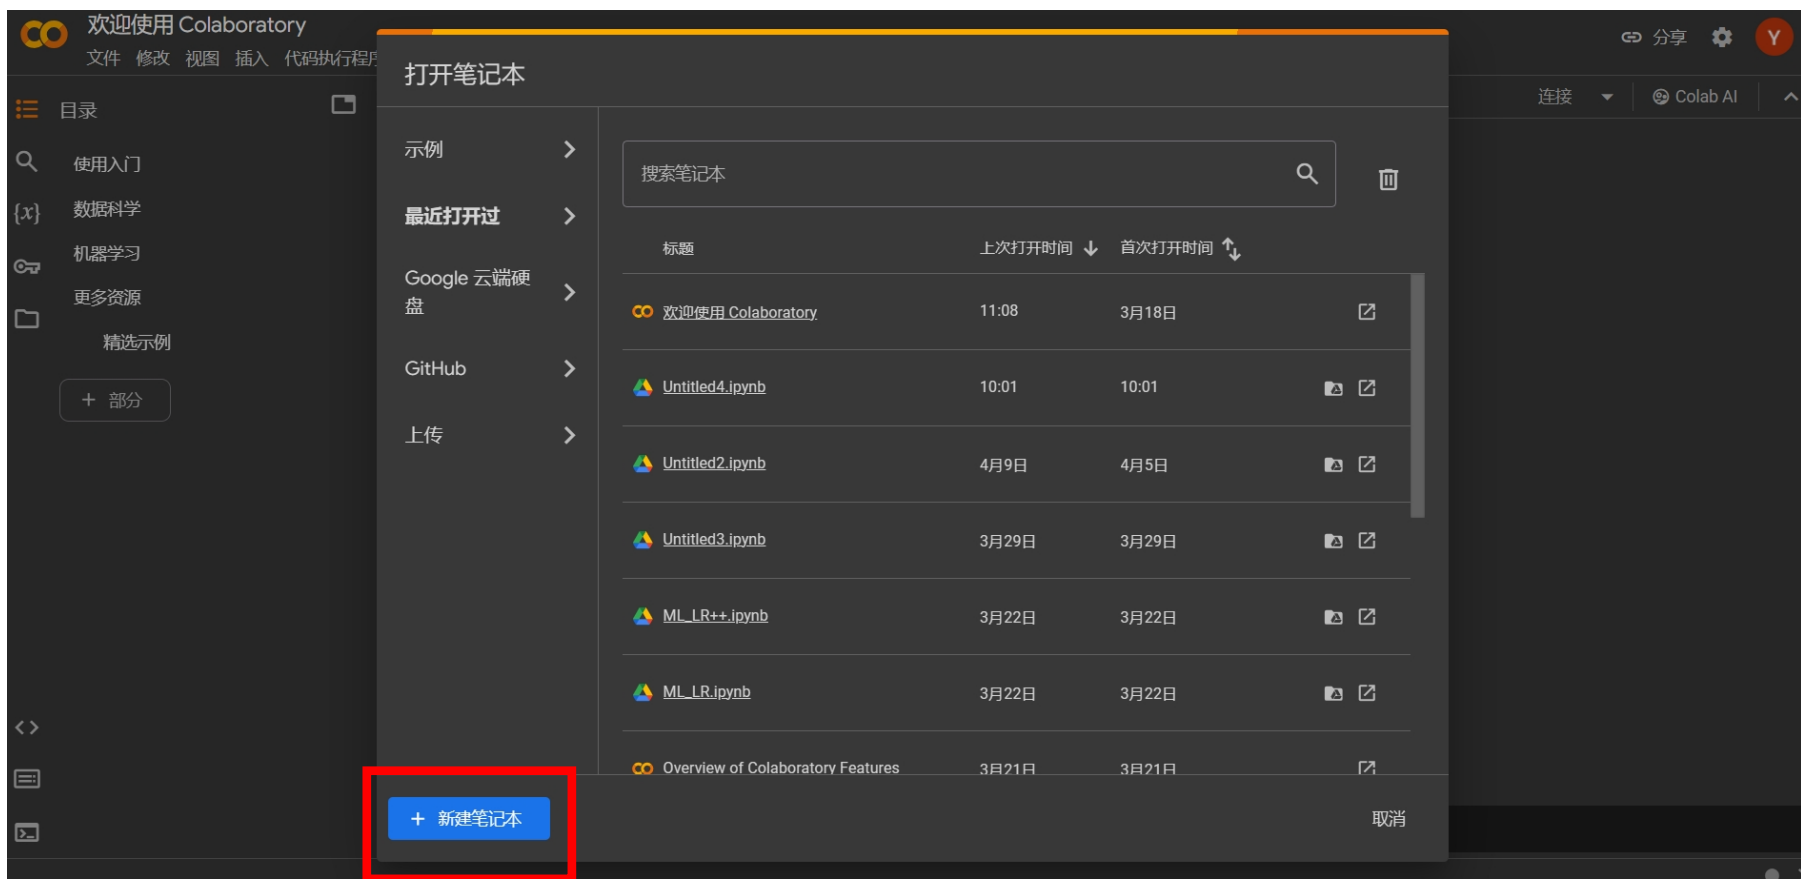 欢迎使用 Colaboratory
文件 修改 视图 插入 代码执行程序
分享
Y
连接
Colab AI
目录
使用入门
数据科学
机器学习
更多资源
精选示例
+ 部分
{x}
打开笔记本
示例
最近打开过
Google 云端硬
盘
GitHub
上传
搜索笔记本
标题 上次打开时间 首次打开时间
欢迎使用 Colaboratory 11:08 3月18日
Untitled4.ipynb 10:01 10:01
Untitled2.ipynb 4月9日 4月5日
Untitled3.ipynb 3月29日 3月29日
ML_LR++.ipynb 3月22日 3月22日
ML_LR.ipynb 3月22日 3月22日
Overview of Colaboratory Features 3月21日 3月21日
+ 新建笔记本
取消